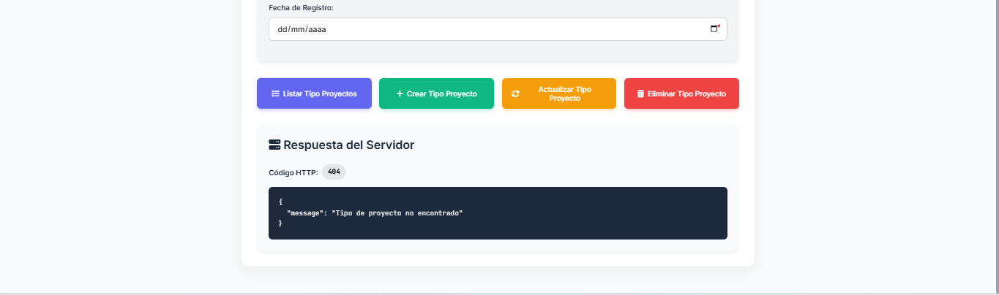 Fecha de Registro:
dd/mm/aaaa
Listar Tipo Proyectos
Crear Tipo Proyecto
Actualizar Tipo
Proyecto
Eliminar Tipo Proyecto
Respuesta del Servidor
Código HTTP: 404
{
"message": "Tipo de proyecto no encontrado"
}